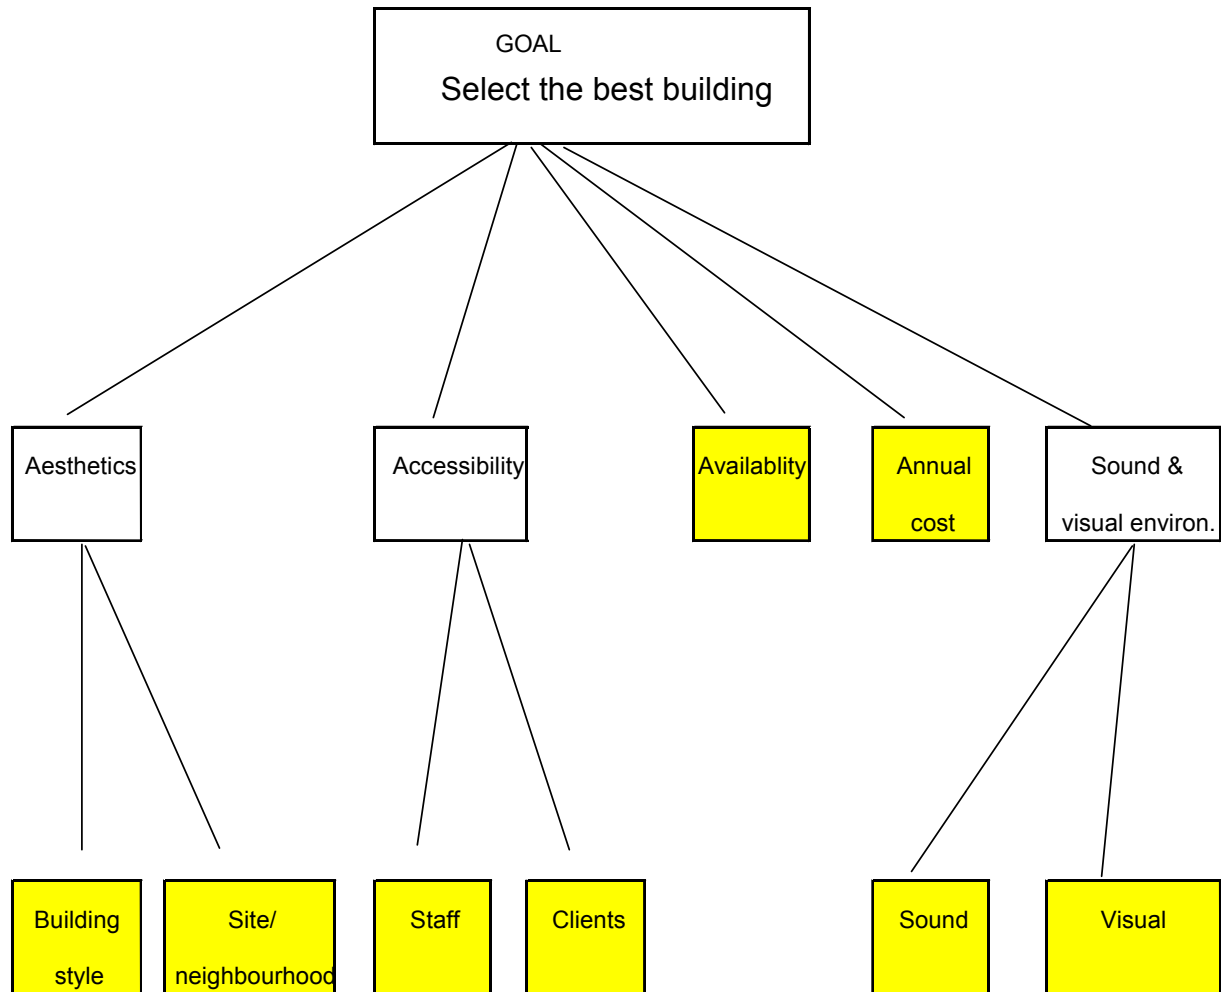 GOAL
Select the best building
Aesthetics
Accessibility
Availablity
Annual
cost
Sound &
visual environ.
Building
style
Site/
neighbourhood
Staff
Clients
Sound
Visual